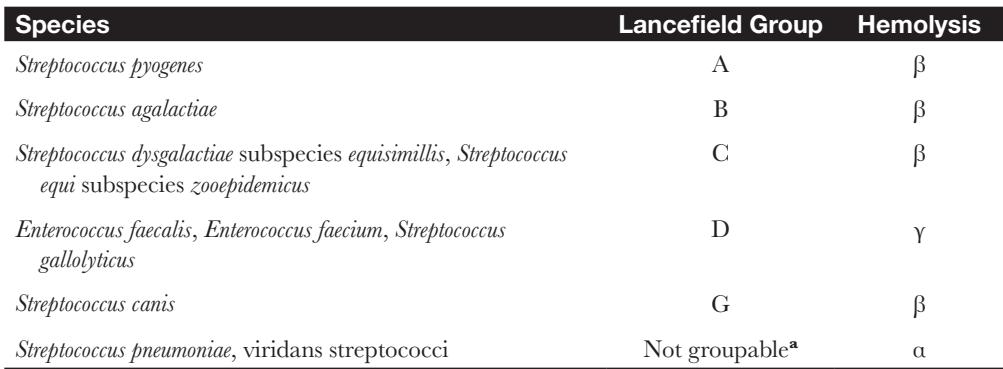 Species Lancefield Group Hemolysis
Streptococcus pyogenes A β
Streptococcus agalactiae B β
Streptococcus dysgalactiae subspecies equisimillis, Streptococcus C β
equi subspecies zooepidemicus
Enterococcus faecalis, Enterococcus faecium, Streptococcus D γ
gallolyticus
Streptococcus canis G β
Streptococcus pneumoniae, viridans streptococci Not groupableᵃ α